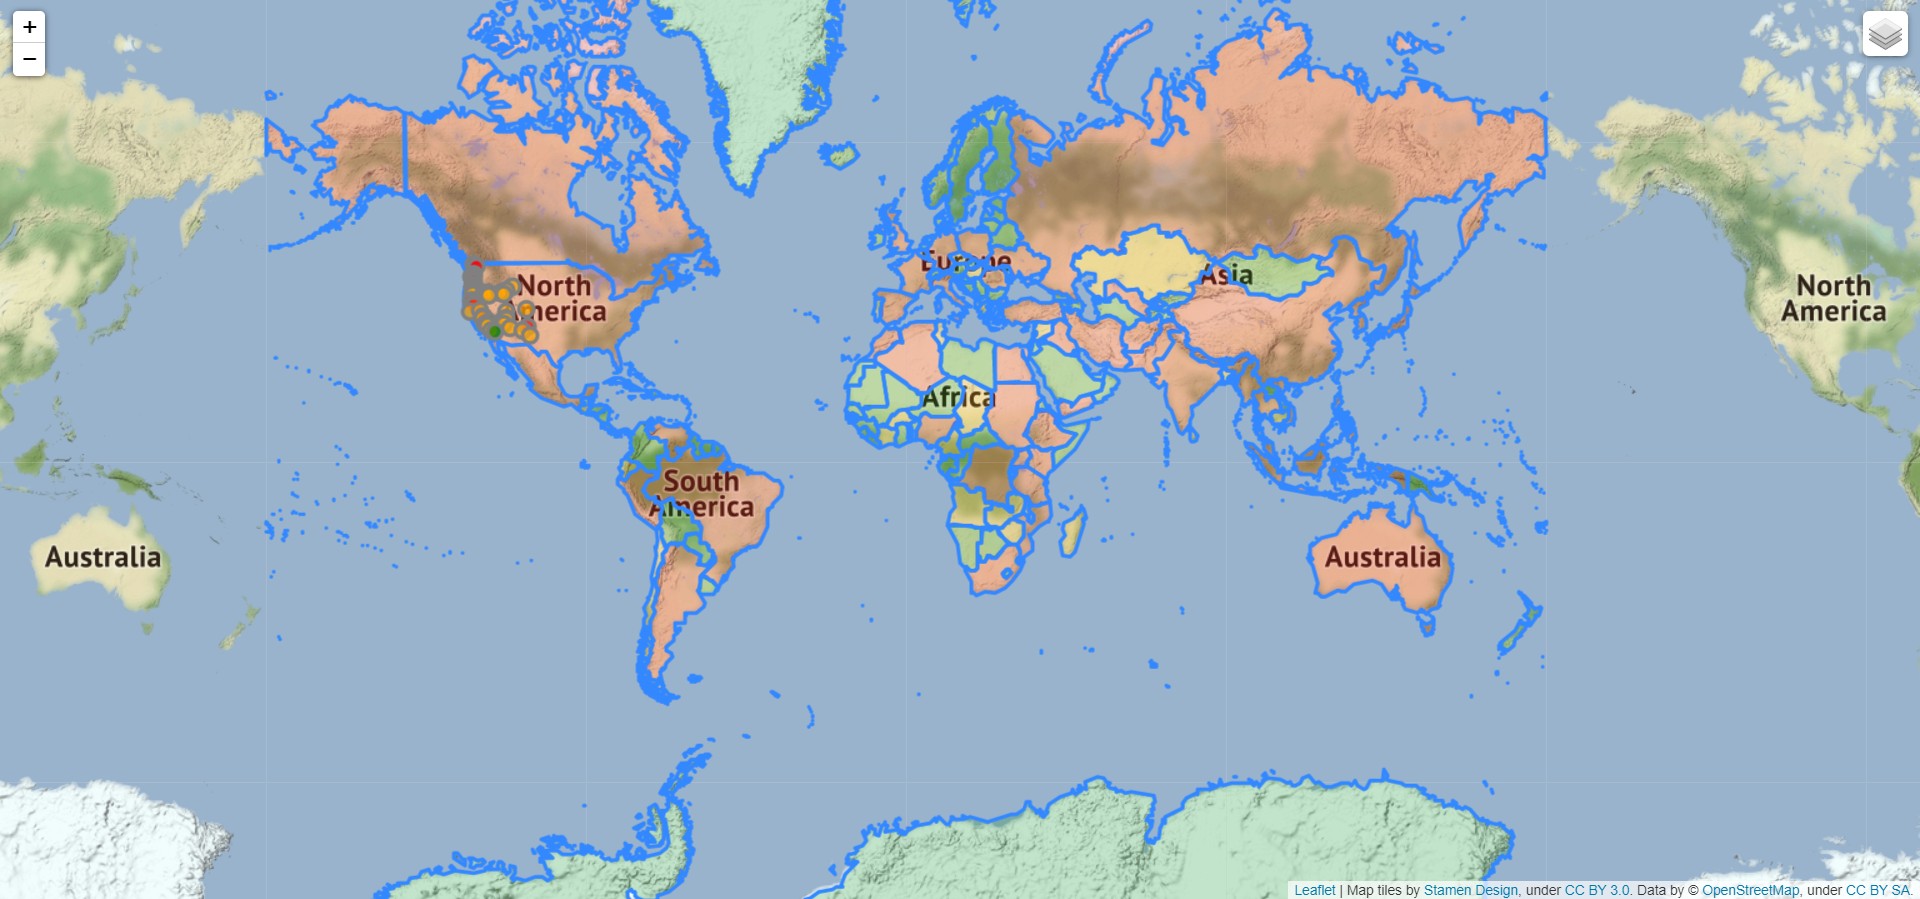 +
−
North
America
Europe
Asia
North
America
Africa
South
America
Australia
Australia
Leaflet | Map tiles by Stamen Design, under CC BY 3.0. Data by © OpenStreetMap, under CC BY SA.